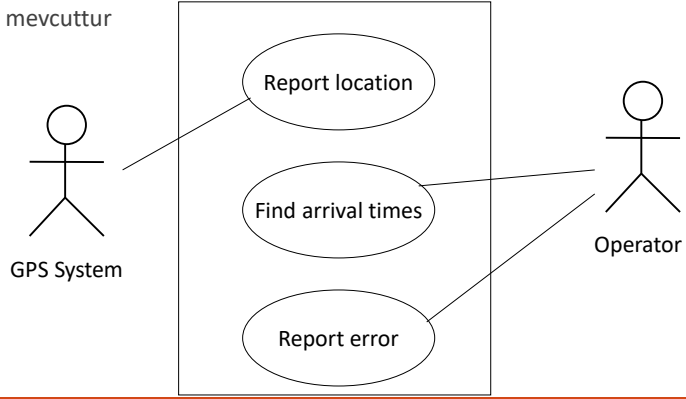 mevcuttur
Report location
Find arrival times
GPS System
Operator
Report error